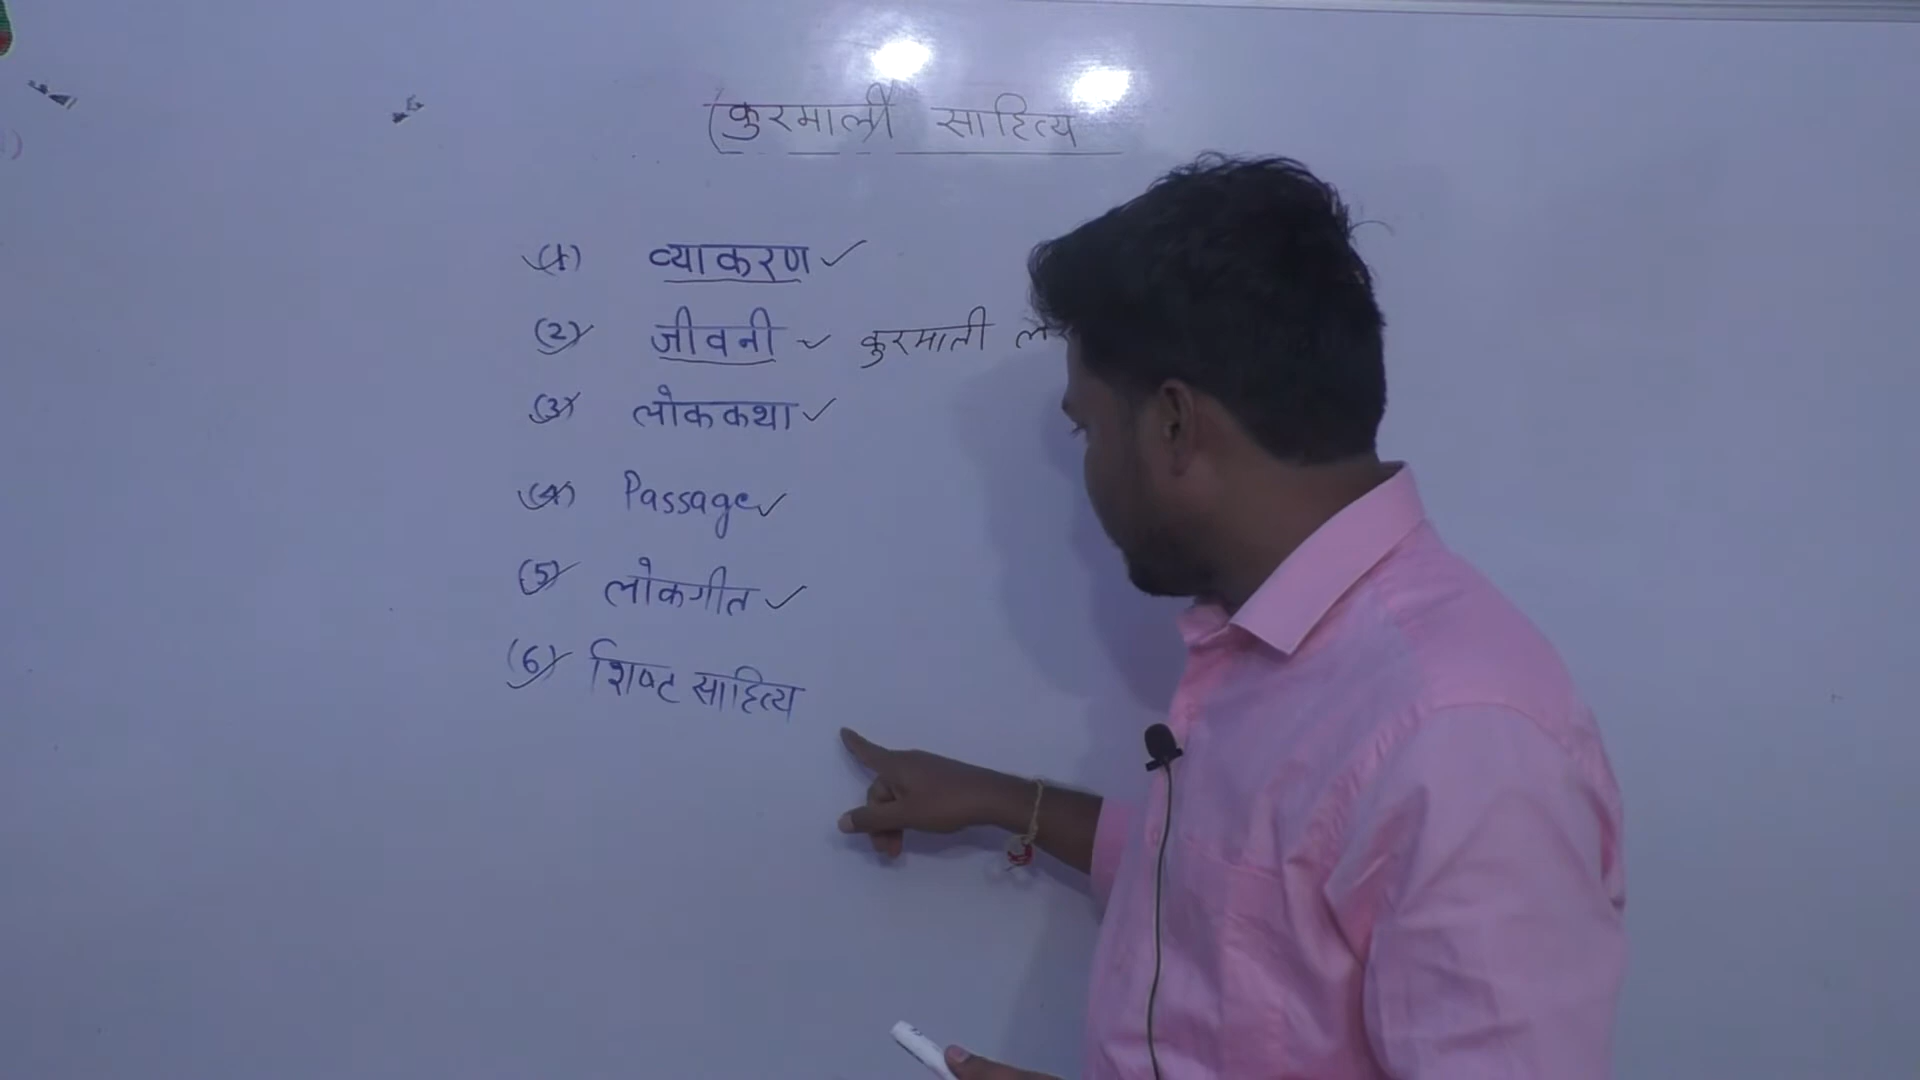 कुरमाली साहित्य
(1) व्याकरण
(2) जीवनी कुरमाली
(3) लोककथा
(4) Passage
(5) लोकगीत
(6) शिष्ट साहित्य